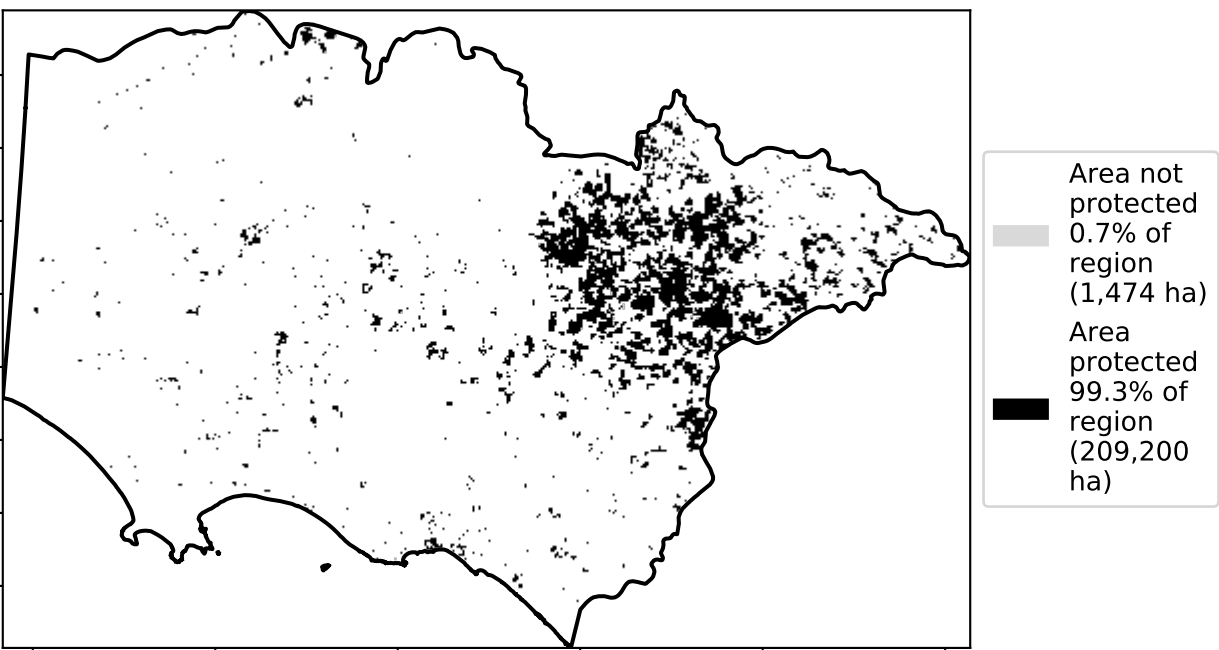 Area not
protected
0.7% of
region
(1,474 ha)
Area
protected
99.3% of
region
(209,200
ha)